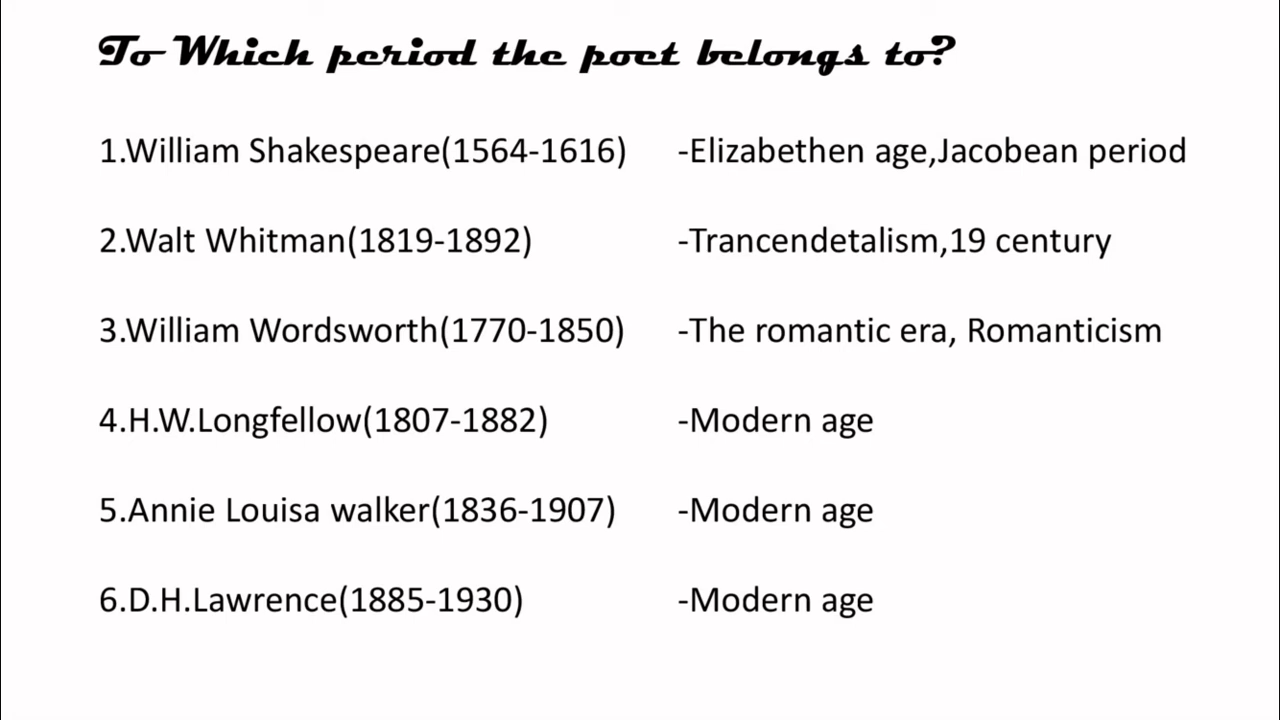 To Which period the poet belongs to?
1.William Shakespeare(1564-1616) -Elizabethen age,Jacobean period
2.Walt Whitman(1819-1892) -Trancendetalism,19 century
3.William Wordsworth(1770-1850) -The romantic era, Romanticism
4.H.W.Longfellow(1807-1882) -Modern age
5.Annie Louisa walker(1836-1907) -Modern age
6.D.H.Lawrence(1885-1930) -Modern age